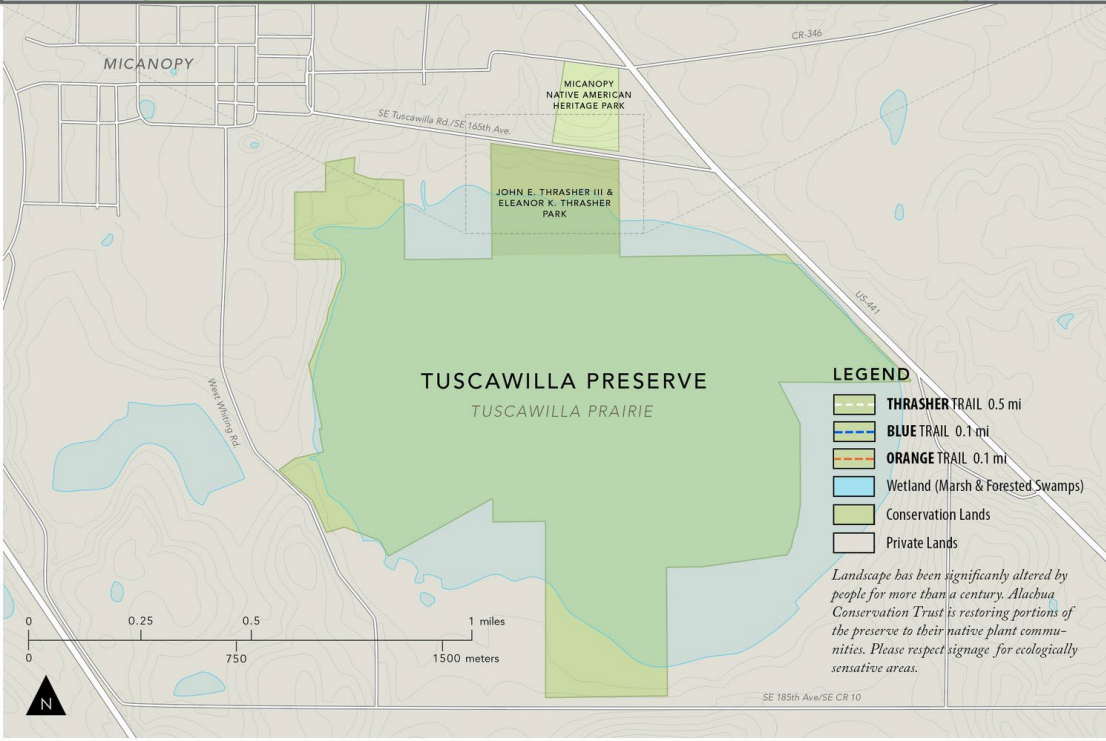 CR-346
MICANOPY
MICANOPY
NATIVE AMERICAN
HERITAGE PARK
SE Tuscawilla Rd./SE 165th Ave.
JOHN E. THRASHER III &
ELEANOR K. THRASHER
PARK
US-441
TUSCAWILLA PRESERVE
TUSCAWILLA PRAIRIE
West Whiting Rd.
LEGEND
THRASHER TRAIL 0.5 mi
BLUE TRAIL 0.1 mi
ORANGE TRAIL 0.1 mi
Wetland (Marsh & Forested Swamps)
Conservation Lands
Private Lands
Landscape has been significanly altered by
people for more than a century. Alachua
Conservation Trust is restoring portions of
the preserve to their native plant commu-
nities. Please respect signage for ecologically
sensative areas.
0 0.25 0.5 1 miles
0 750 1500 meters
N
SE 185th Ave/SE CR 10